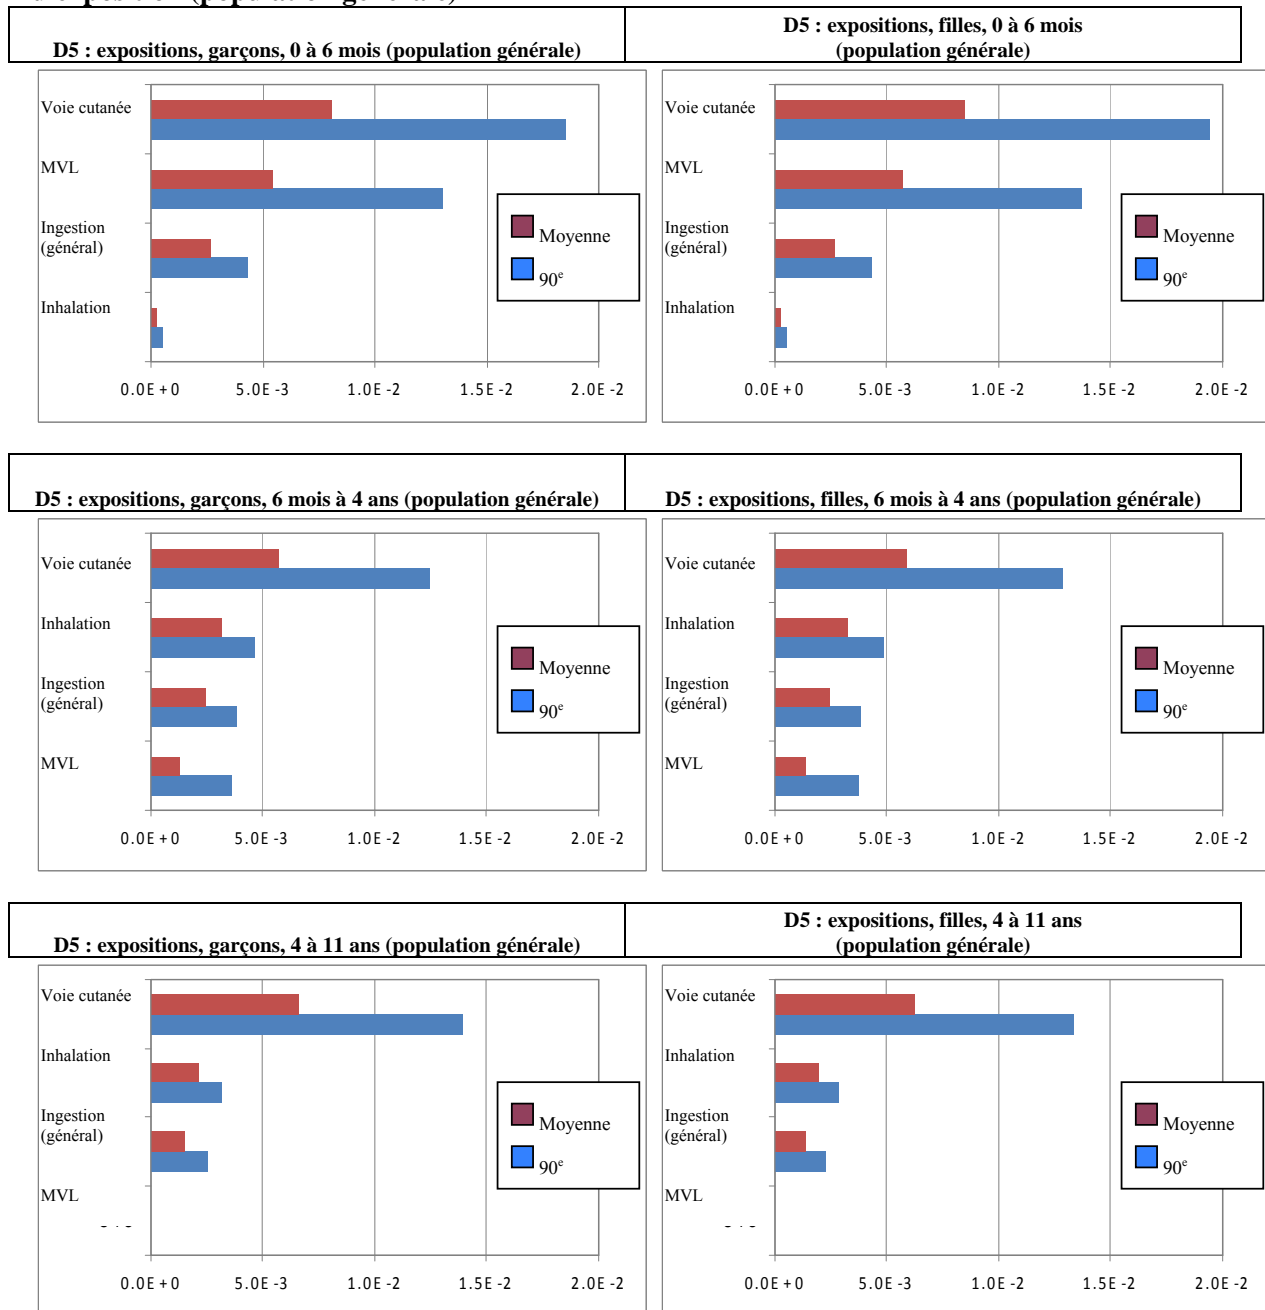 d'exposition (population générale)
D5 : expositions, garçons, 0 à 6 mois (population générale)
D5 : expositions, filles, 0 à 6 mois
(population générale)
Voie cutanée
MVL
Ingestion
(général)
Inhalation
Moyenne
90e
0.0E+0 5.0E-3 1.0E-2 1.5E-2 2.0E-2
Voie cutanée
MVL
Ingestion
(général)
Inhalation
Moyenne
90e
0.0E+0 5.0E-3 1.0E-2 1.5E-2 2.0E-2
D5 : expositions, garçons, 6 mois à 4 ans (population générale)
D5 : expositions, filles, 6 mois à 4 ans (population générale)
Voie cutanée
Inhalation
Ingestion
(général)
MVL
Moyenne
90e
0.0E+0 5.0E-3 1.0E-2 1.5E-2 2.0E-2
Voie cutanée
Inhalation
Ingestion
(général)
MVL
Moyenne
90e
0.0E+0 5.0E-3 1.0E-2 1.5E-2 2.0E-2
D5 : expositions, garçons, 4 à 11 ans (population générale)
D5 : expositions, filles, 4 à 11 ans
(population générale)
Voie cutanée
Inhalation
Ingestion
(général)
MVL
Moyenne
90e
0.0E+0 5.0E-3 1.0E-2 1.5E-2 2.0E-2
Voie cutanée
Inhalation
Ingestion
(général)
MVL
Moyenne
90e
0.0E+0 5.0E-3 1.0E-2 1.5E-2 2.0E-2